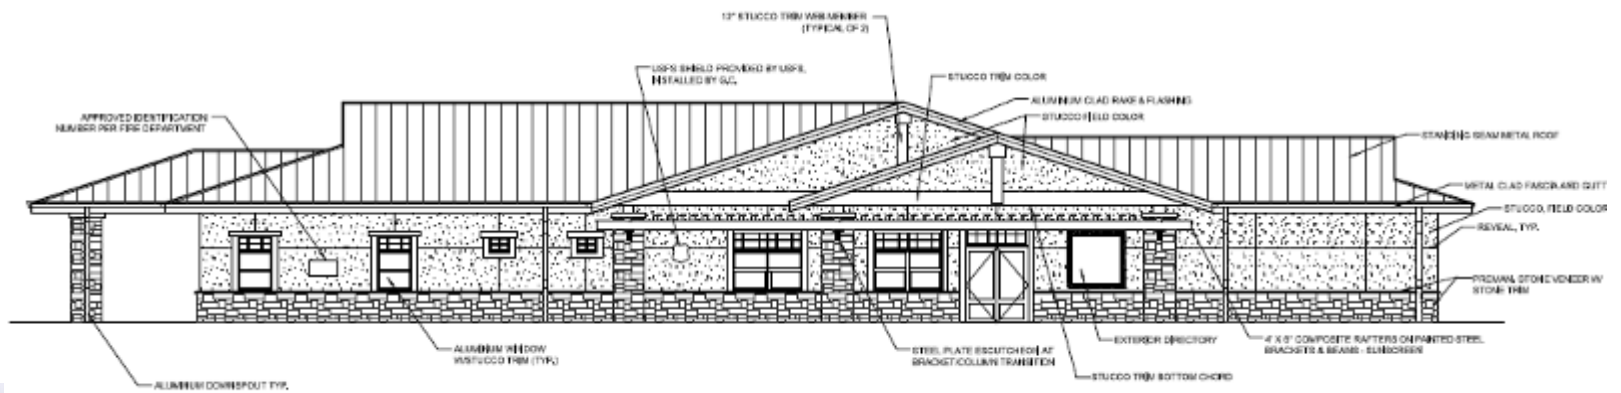 12" STUCCO TRIM WEB MEMBER
(TYPICAL OF 2)
USFS SHIELD PROVIDED BY USFS,
INSTALLED BY G.C.
STUCCO TRIM COLOR
ALUMINUM CLAD RAKE & FLASHING
APPROVED IDENTIFICATION
NUMBER PER FIRE DEPARTMENT
STUCCO FIELD COLOR
STANDING SEAM METAL ROOF
METAL CLAD FASCIA AND GUTT
STUCCO, FIELD COLOR
REVEAL, TYP.
PREMAN. STONE VENEER W/
STONE TRIM
ALUMINUM WINDOW
W/STUCCO TRIM (TYP.)
STEEL PLATE ESCUTCHEON AT
BRACKET/COLUMN TRANSITION
EXTERIOR DIRECTORY
4" X 6" COMPOSITE RAFTERS ON PAINTED STEEL
BRACKETS & BEAMS - SUNSCREEN
STUCCO TRIM BOTTOM CHORD
ALUMINUM DOWNSPOUT TYP.